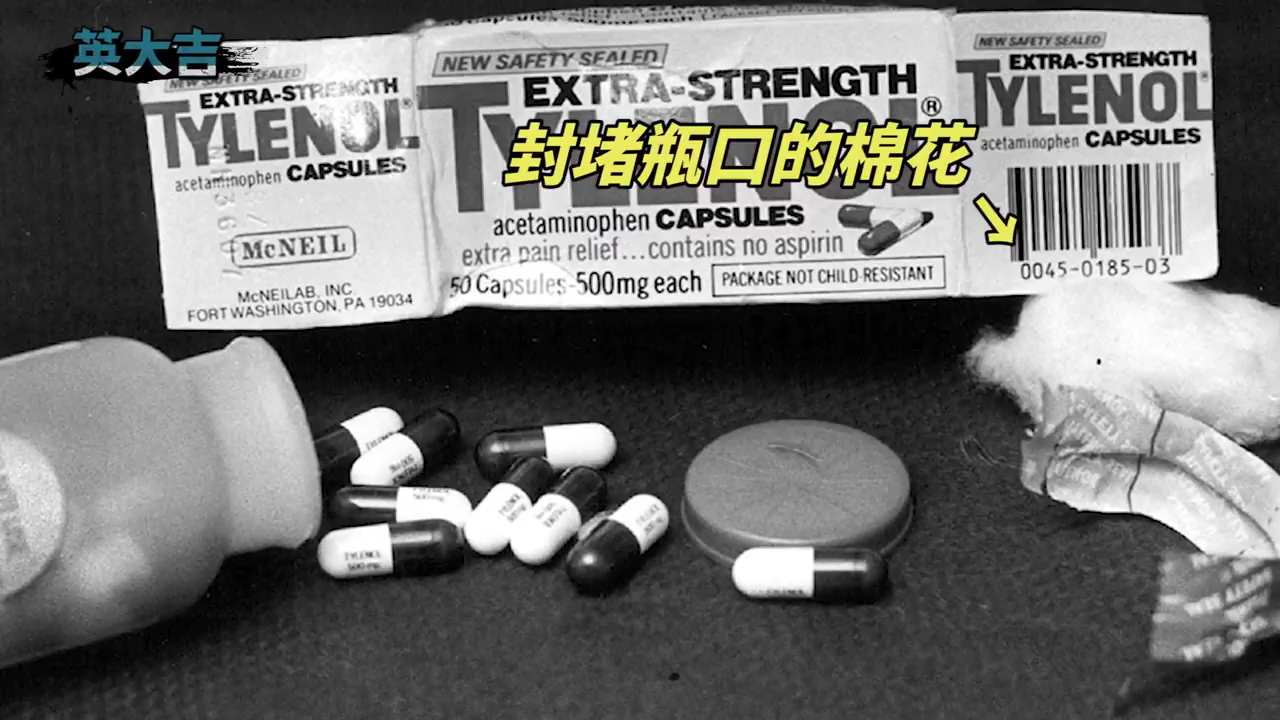 英大吉
NEW SAFETY SEALED
EXTRA-STRENGTH
TYLENOL®
acetaminophen CAPSULES
McNEIL
McNEILAB, INC.
FORT WASHINGTON, PA 19034
NEW SAFETY SEALED
EXTRA-STRENGTH
TYLENOL®
封堵瓶口的棉花
acetaminophen CAPSULES
extra pain relief...contains no aspirin
50 Capsules-500mg each
PACKAGE NOT CHILD-RESISTANT
NEW SAFETY SEALED
EXTRA-STRENGTH
TYLENOL®
acetaminophen CAPSULES
0045-0185-03
TYLENOL
500mg